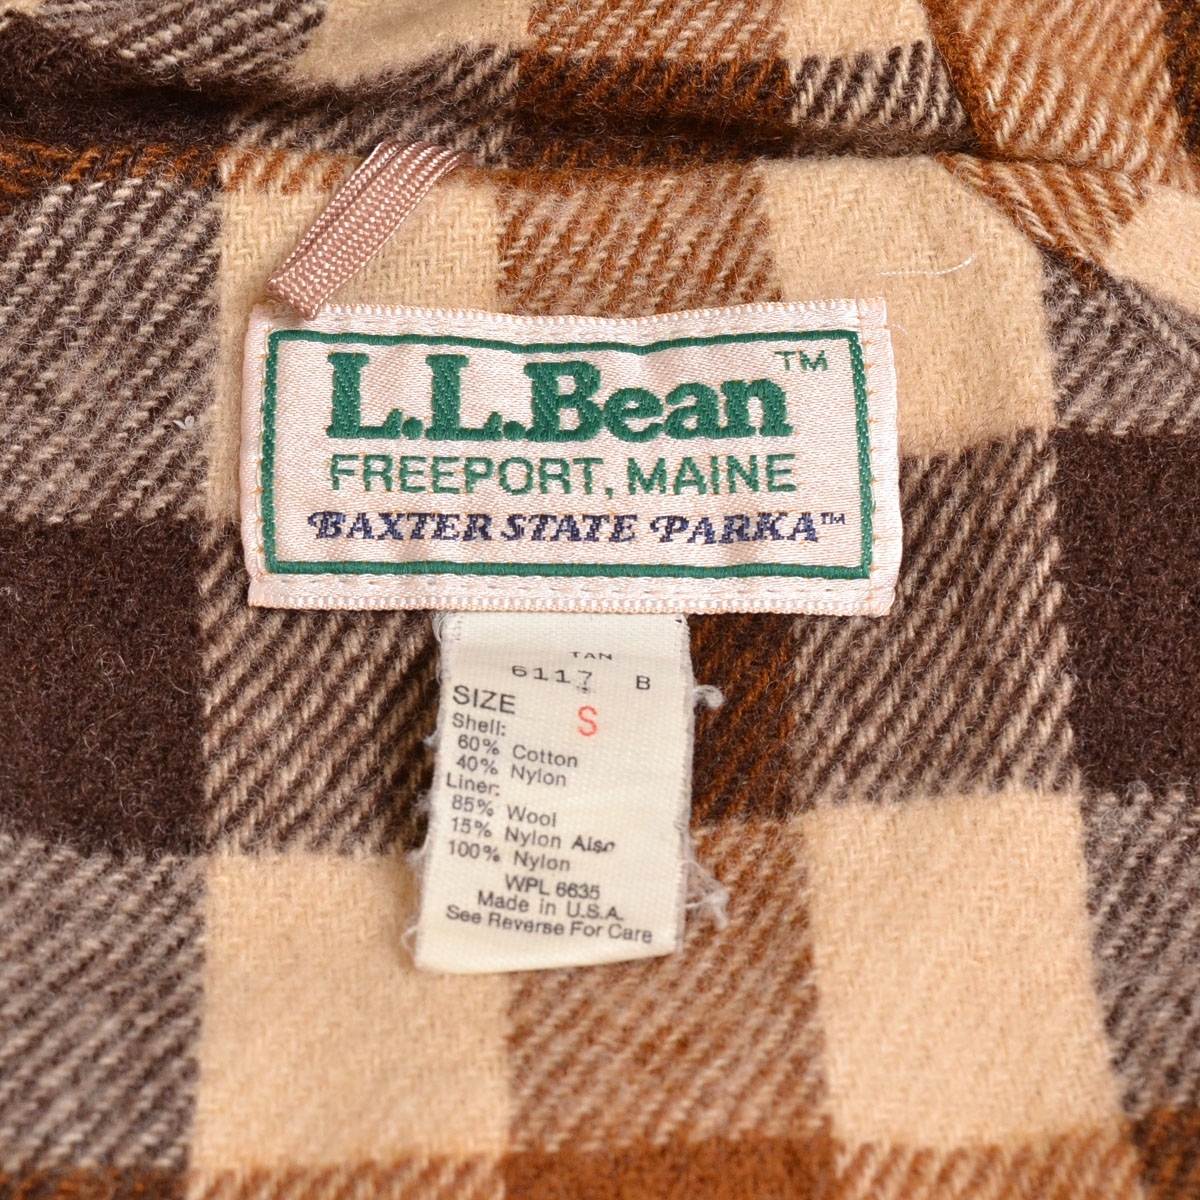 L.L.Bean™
FREEPORT, MAINE
BAXTER STATE PARKA™
TAN
6117 B
SIZE S
Shell:
60% Cotton
40% Nylon
Liner:
85% Wool
15% Nylon Also
100% Nylon
WPL 6635
Made in U.S.A.
See Reverse For Care